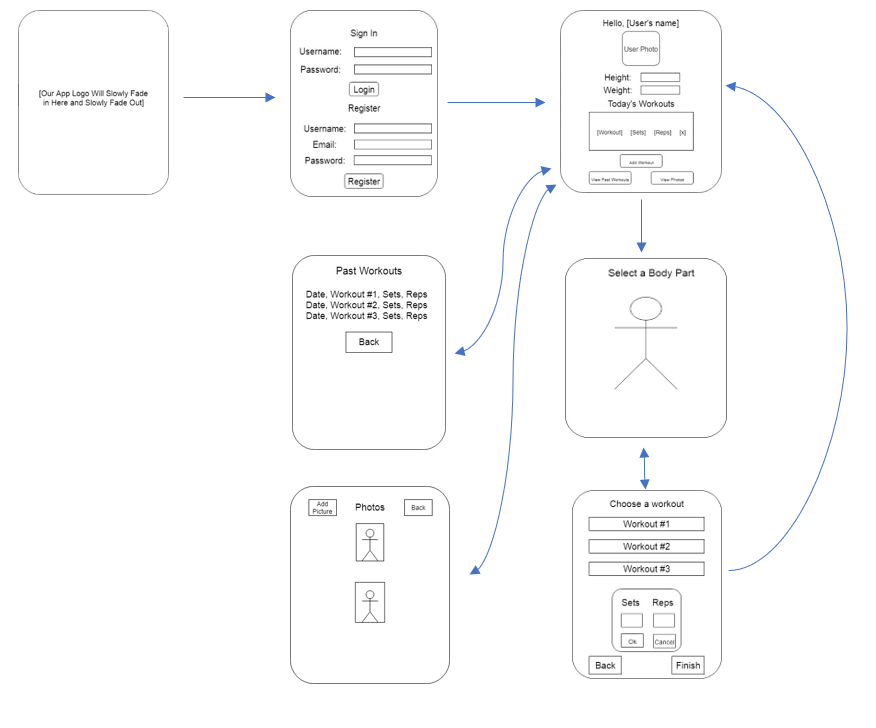 [Our App Logo Will Slowly Fade
in Here and Slowly Fade Out]
Sign In
Username:
Password:
Login
Register
Username:
Email:
Password:
Register
Hello, [User's name]
User Photo
Height:
Weight:
Today's Workouts
[Workout] [Sets] [Reps] [x]
Add Workout
View Past Workouts View Photos
Past Workouts
Date, Workout #1, Sets, Reps
Date, Workout #2, Sets, Reps
Date, Workout #3, Sets, Reps
Back
Select a Body Part
Add
Picture
Photos
Back
Choose a workout
Workout #1
Workout #2
Workout #3
Sets Reps
Ok Cancel
Back Finish